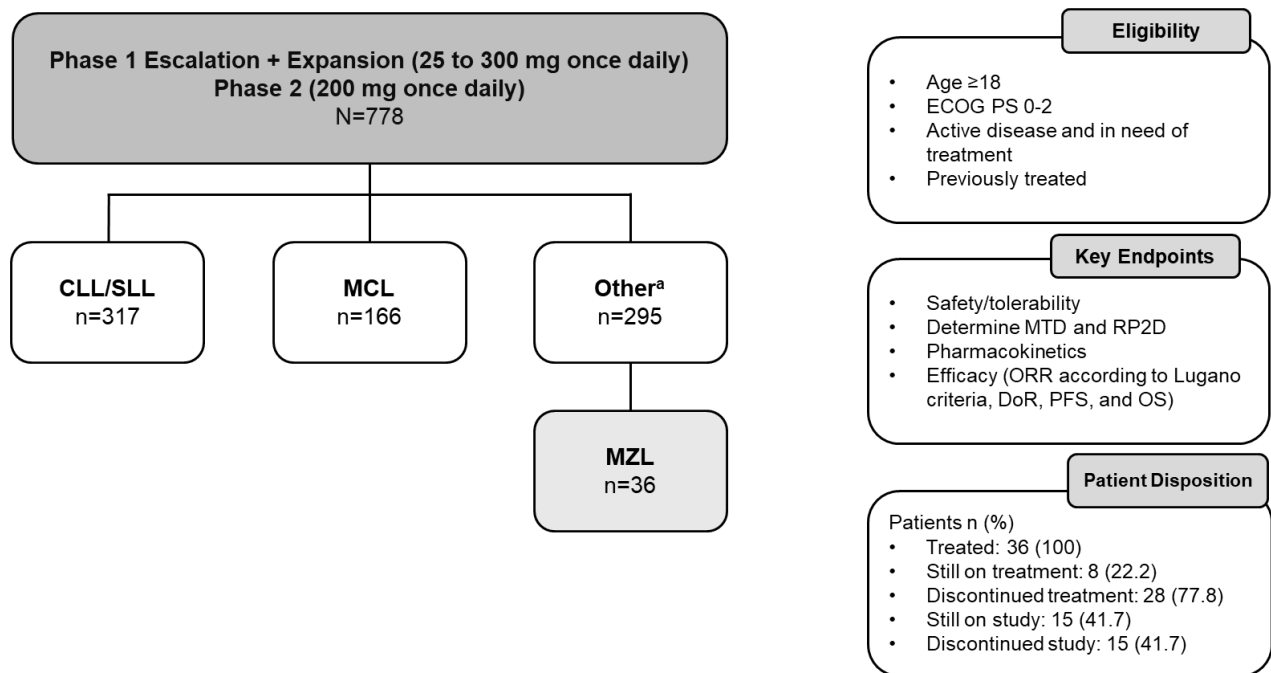 Phase 1 Escalation + Expansion (25 to 300 mg once daily)
Phase 2 (200 mg once daily)
N=778
CLL/SLL
n=317
MCL
n=166
Otherᵃ
n=295
MZL
n=36
Eligibility
• Age ≥18
• ECOG PS 0-2
• Active disease and in need of
treatment
• Previously treated
Key Endpoints
• Safety/tolerability
• Determine MTD and RP2D
• Pharmacokinetics
• Efficacy (ORR according to Lugano
criteria, DoR, PFS, and OS)
Patient Disposition
Patients n (%)
• Treated: 36 (100)
• Still on treatment: 8 (22.2)
• Discontinued treatment: 28 (77.8)
• Still on study: 15 (41.7)
• Discontinued study: 15 (41.7)